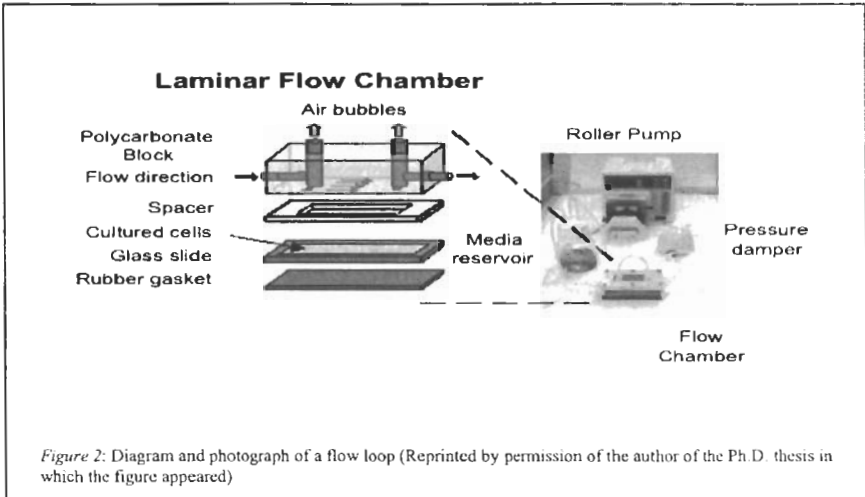 Laminar Flow Chamber
Air bubbles
Polycarbonate
Block
Flow direction
Spacer
Cultured cells
Glass slide
Rubber gasket
Media
reservoir
Roller Pump
Pressure
damper
Flow
Chamber
Figure 2: Diagram and photograph of a flow loop (Reprinted by permission of the author of the Ph.D. thesis in
which the figure appeared)